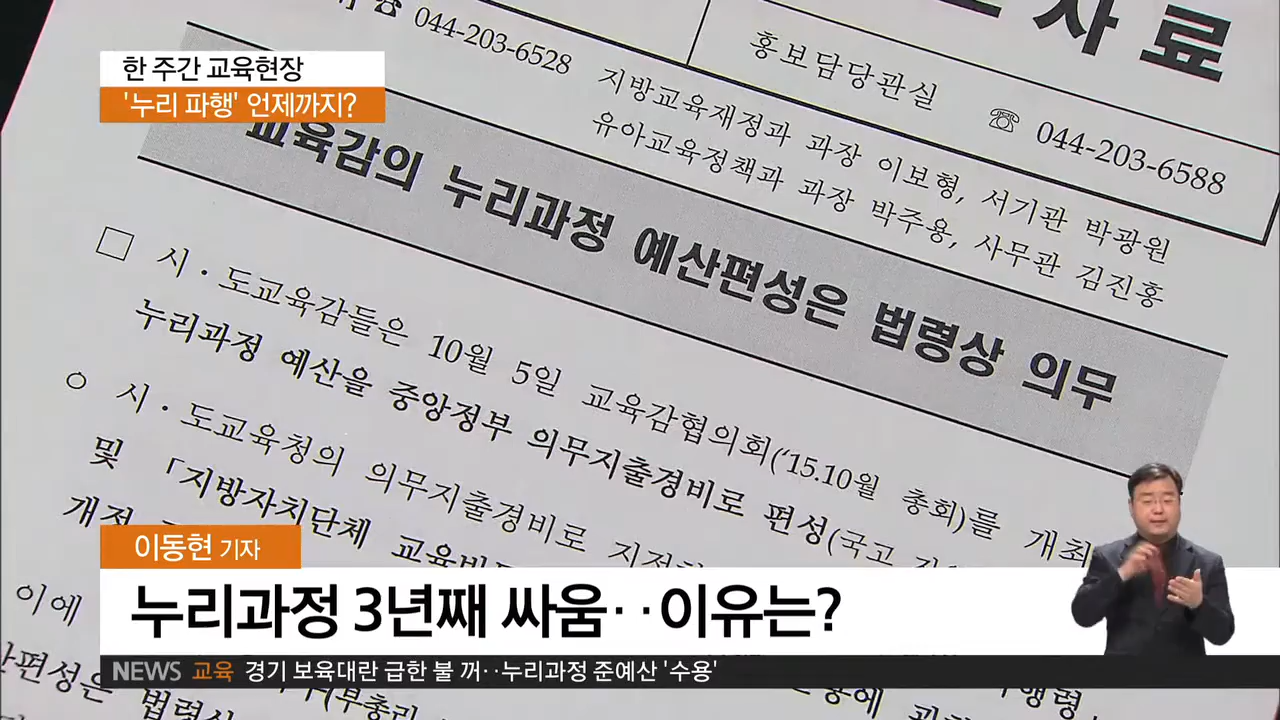 한 주간 교육현장
'누리 파행' 언제까지?
사료
☎ 044-203-6528
홍보담당관실 ☏ 044-203-6588
지방교육재정과 과장 이보형, 서기관 박광원
유아교육정책과 과장 박주용, 사무관 김진홍
교육감의 누리과정 예산편성은 법령상 의무
□ 시·도교육감들은 10월 5일 교육감협의회('15.10월 총회)를 개최
누리과정 예산을 중앙정부 의무지출경비로 편성(국고
○ 시·도교육청의 의무지출경비로
및 「지방자치단체
개정
이에
법령상
이동현 기자
누리과정 3년째 싸움‥이유는?
NEWS 교육 경기 보육대란 급한 불 꺼‥누리과정 준예산 '수용'